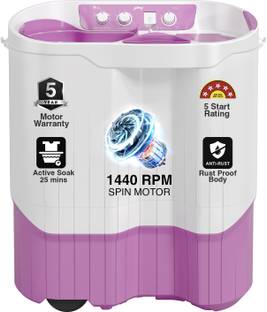 5
YEAR
Motor
Warranty
5 Start
Rating
Active Soak
25 mins
ANTI-RUST
Rust Proof
Body
1440 RPM
SPIN MOTOR